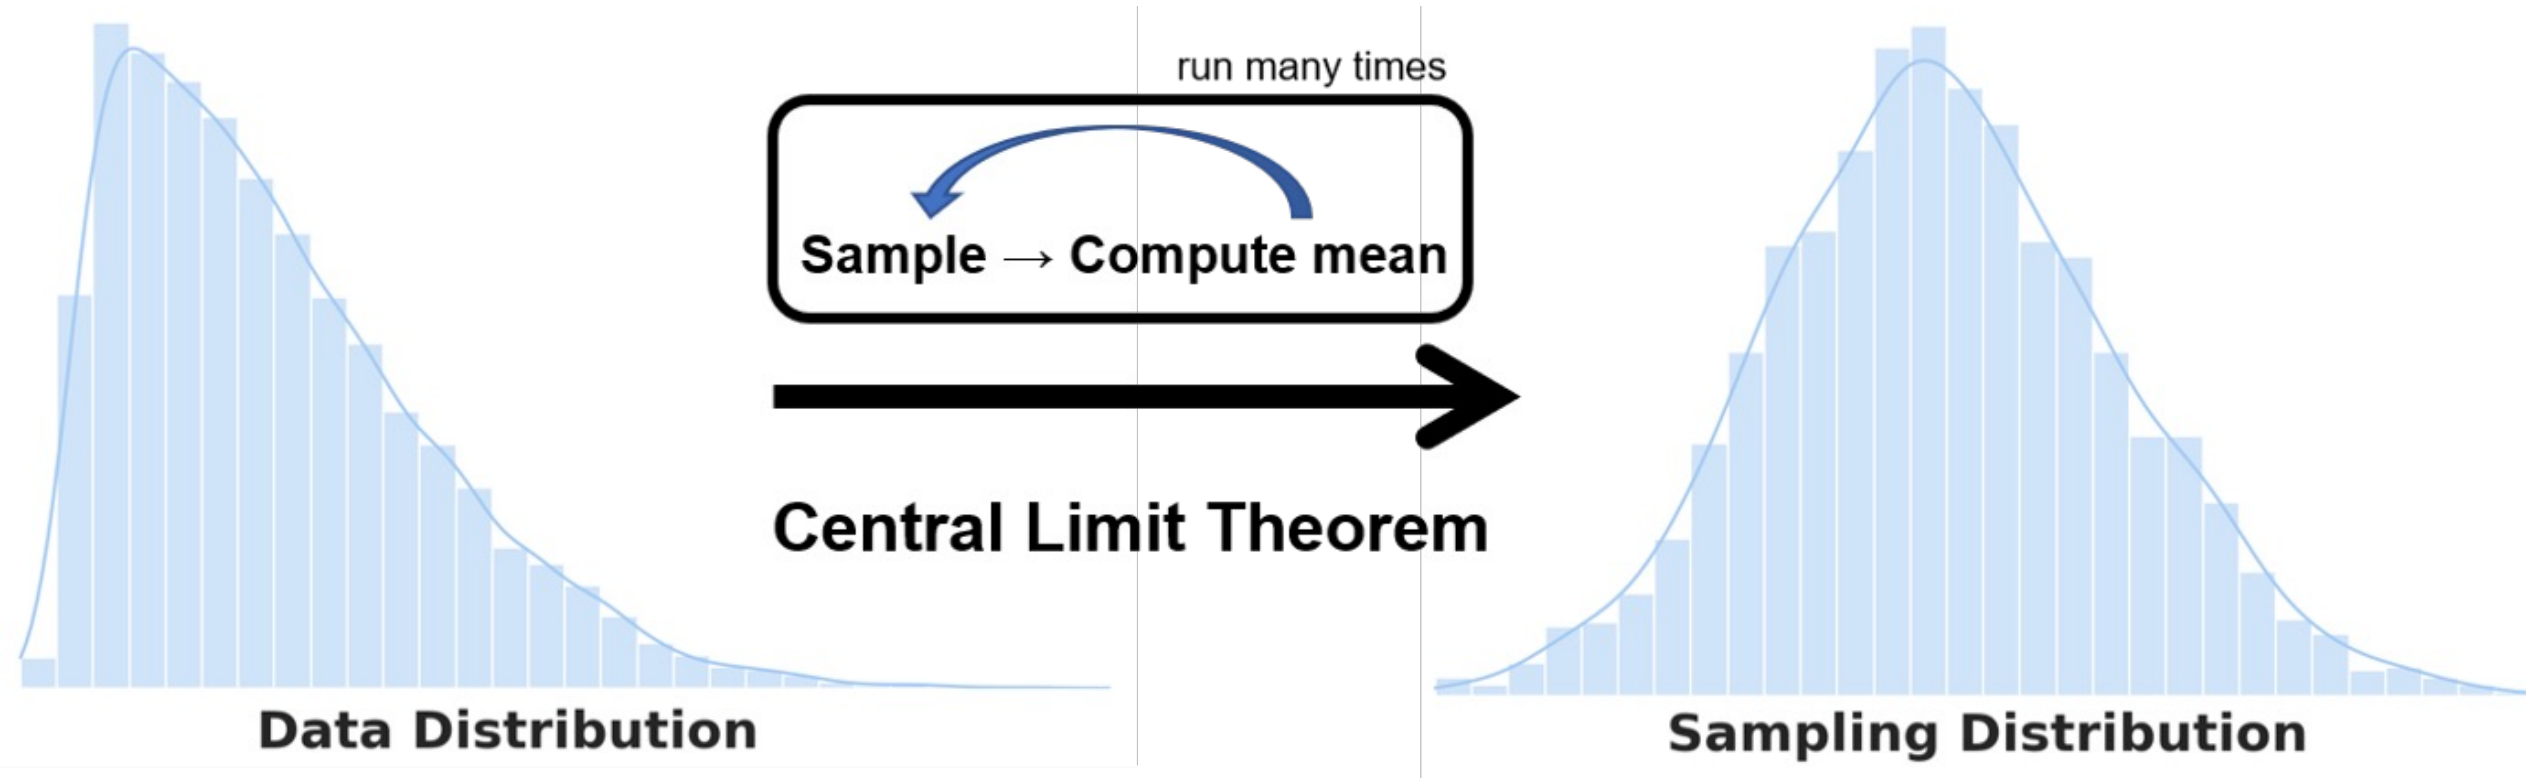 run many times
Sample → Compute mean
Central Limit Theorem
Data Distribution
Sampling Distribution